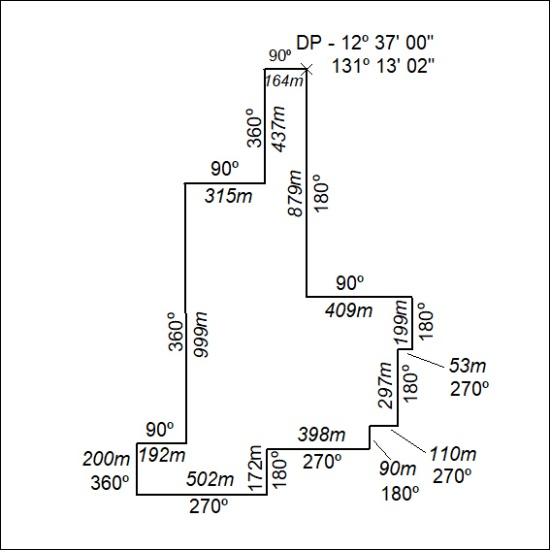 DP - 12º 37' 00"
131º 13' 02"
90º
164m
360º
437m
879m
180º
90º
315m
90º
409m
199m
180º
53m
270º
360º
999m
297m
180º
90º
192m
200m
360º
398m
270º
110m
270º
90m
180º
172m
180º
502m
270º